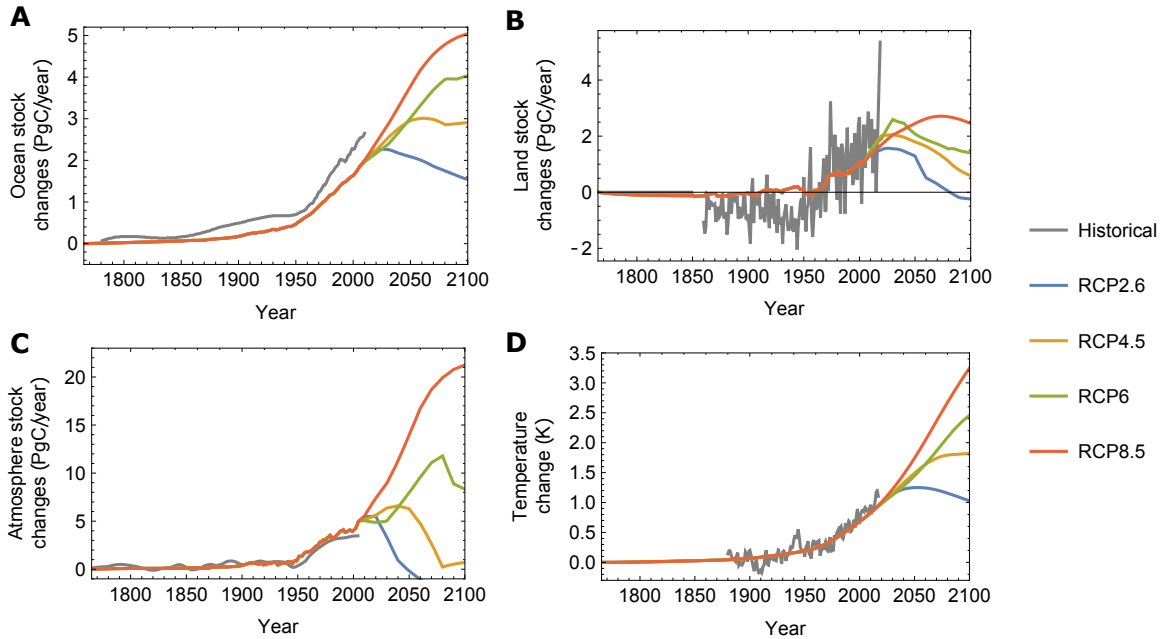 A
Ocean stock
changes (PgC/year)
5
4
3
2
1
0
1800 1850 1900 1950 2000 2050 2100
Year
B
Land stock
changes (PgC/year)
4
2
0
-2
1800 1850 1900 1950 2000 2050 2100
Year
C
Atmosphere stock
changes (PgC/year)
20
15
10
5
0
1800 1850 1900 1950 2000 2050 2100
Year
D
Temperature
change (K)
3.5
3.0
2.5
2.0
1.5
1.0
0.5
0.0
1800 1850 1900 1950 2000 2050 2100
Year
Historical
RCP2.6
RCP4.5
RCP6
RCP8.5